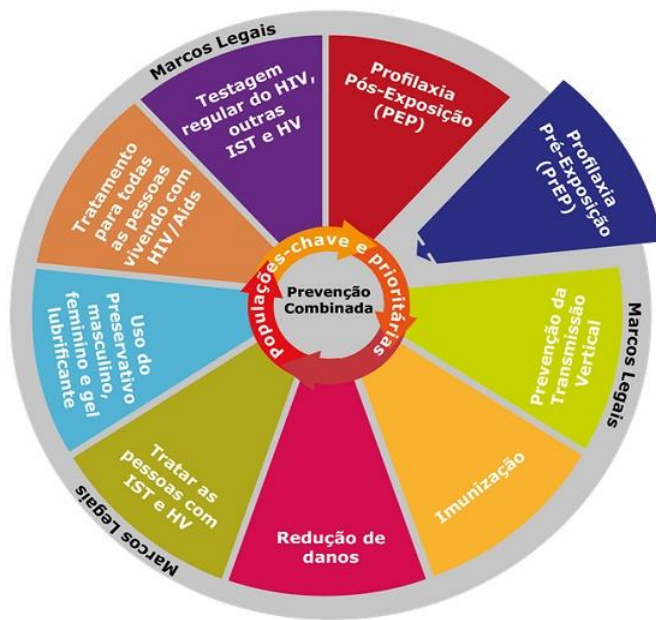 Marcos Legais
Testagem
regular do HIV,
outras
IST e HV
Profilaxia
Pós-Exposição
(PEP)
Profilaxia
Pré-Exposição
(PrEP)
Prevenção da
Transmissão
Vertical
Marcos Legais
Imunização
Redução de
danos
Tratar as
pessoas com
IST e HV
Marcos Legais
Uso do
Preservativo
masculino,
feminino e gel
lubrificante
Tratamento
para todas
as pessoas
vivendo com
HIV/Aids
Populações-chave e prioritárias
Prevenção
Combinada